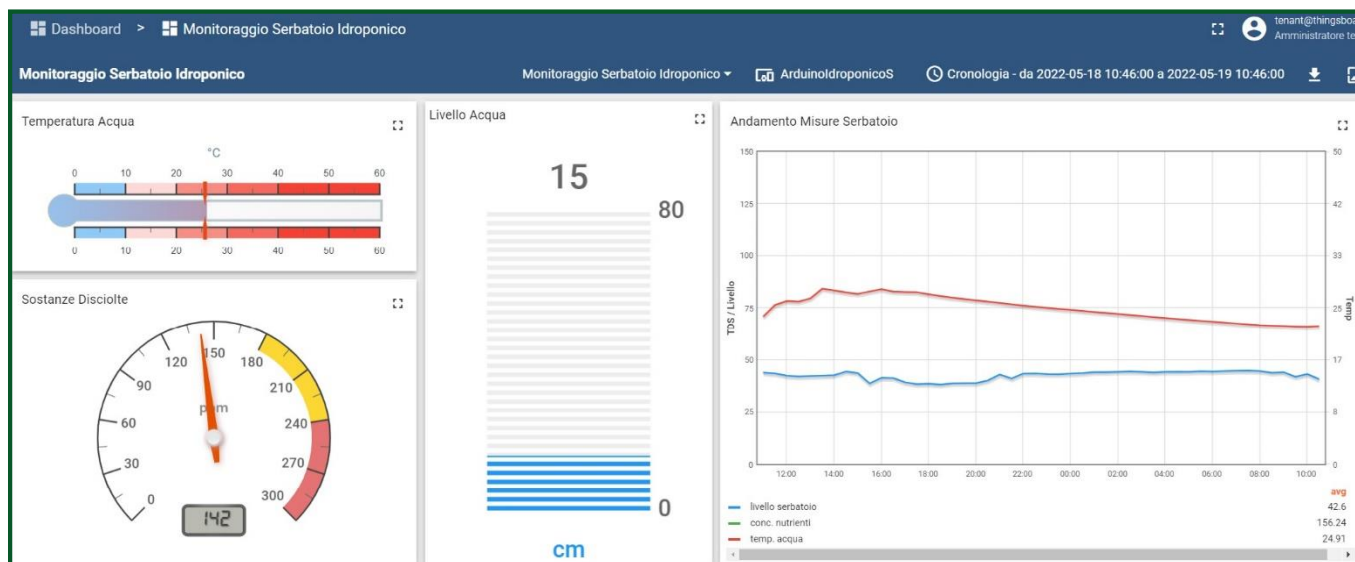 Dashboard > Monitoraggio Serbatoio Idroponico
tenant@thingsboa
Amministratore te
Monitoraggio Serbatoio Idroponico
Monitoraggio Serbatoio Idroponico
ArduinoIdroponicoS
Cronologia - da 2022-05-18 10:46:00 a 2022-05-19 10:46:00
Temperatura Acqua
°C
0 10 20 30 40 50 60
0 10 20 30 40 50 60
Sostanze Disciolte
0 30 60 90 120 150 180 210 240 270 300
ppm
142
Livello Acqua
15
80
0
cm
Andamento Misure Serbatoio
TDS / Livello
150
125
100
75
50
25
0
Temp
50
42
33
25
17
8
0
12:00 14:00 16:00 18:00 20:00 22:00 00:00 02:00 04:00 06:00 08:00 10:00
avg
livello serbatoio 42.6
conc. nutrienti 156.24
temp. acqua 24.91